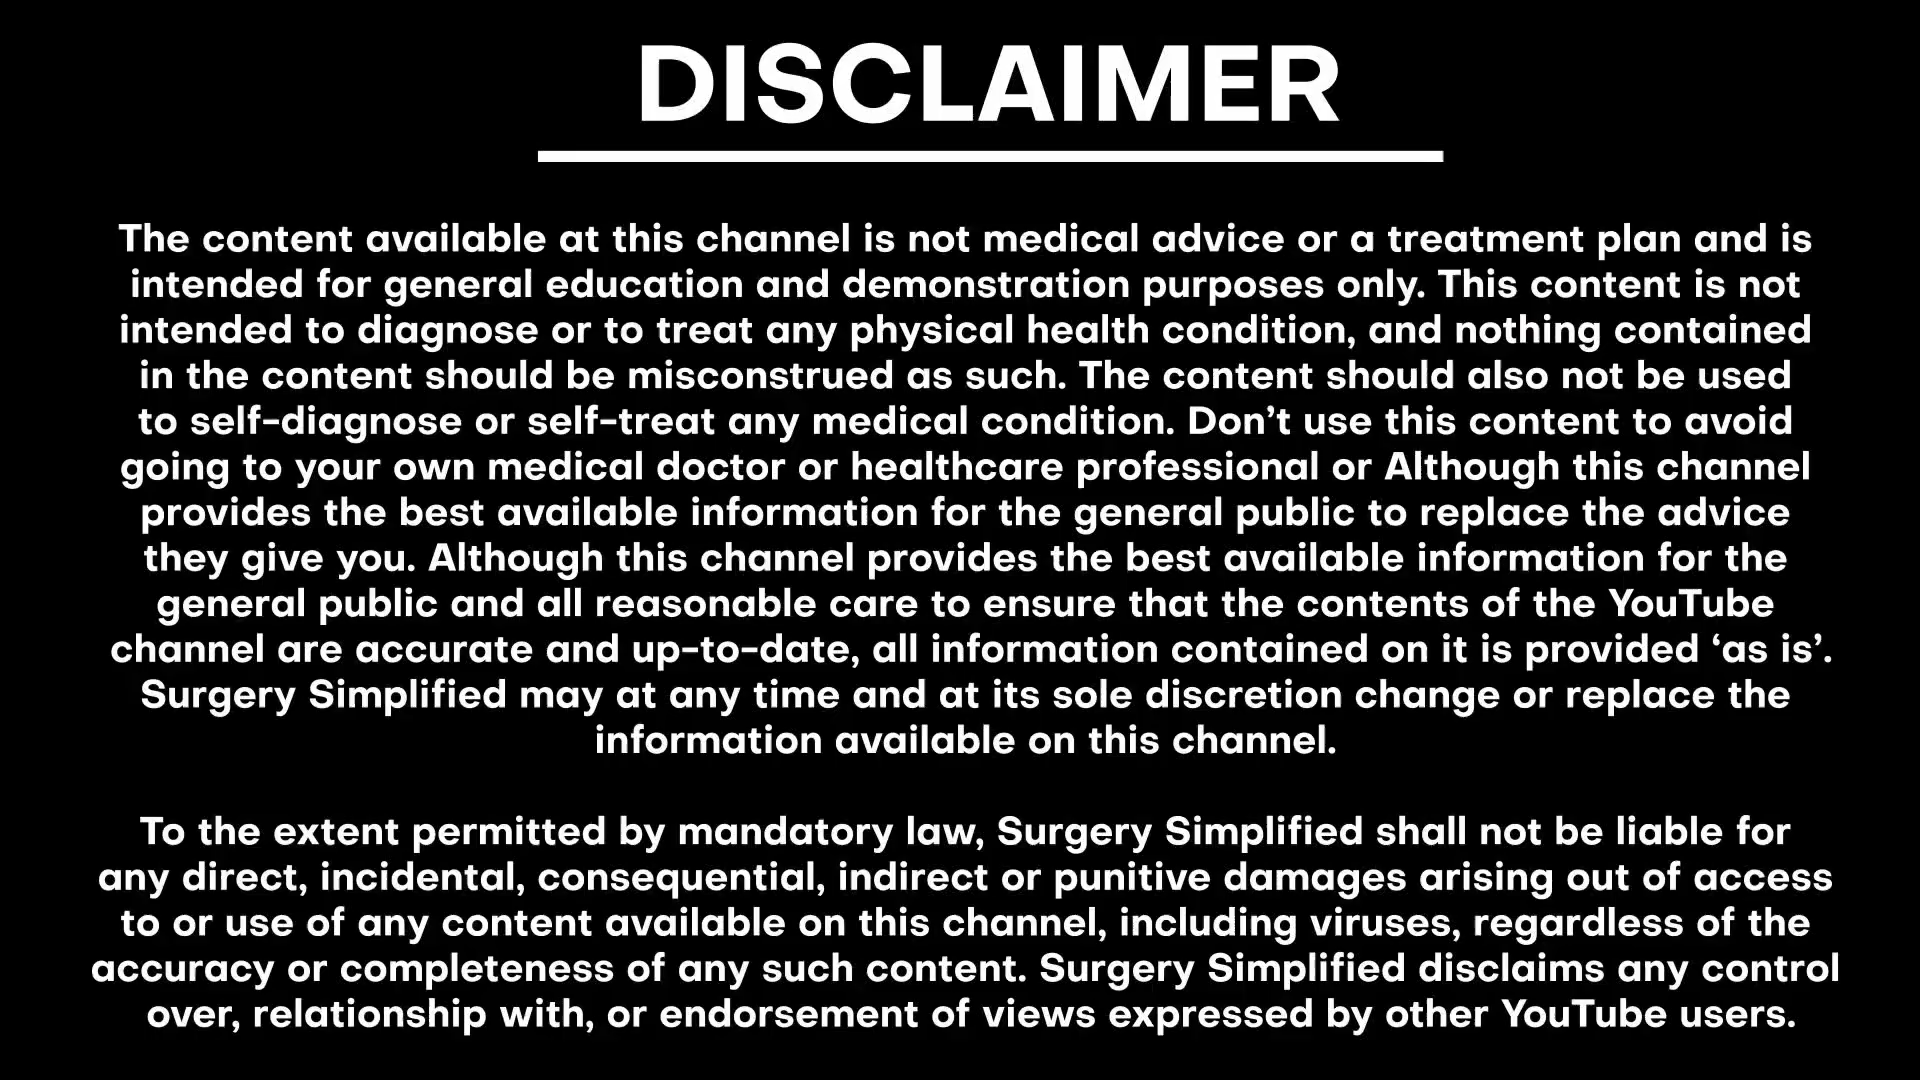 DISCLAIMER
The content available at this channel is not medical advice or a treatment plan and is
intended for general education and demonstration purposes only. This content is not
intended to diagnose or to treat any physical health condition, and nothing contained
in the content should be misconstrued as such. The content should also not be used
to self-diagnose or self-treat any medical condition. Don’t use this content to avoid
going to your own medical doctor or healthcare professional or Although this channel
provides the best available information for the general public to replace the advice
they give you. Although this channel provides the best available information for the
general public and all reasonable care to ensure that the contents of the YouTube
channel are accurate and up-to-date, all information contained on it is provided ‘as is’.
Surgery Simplified may at any time and at its sole discretion change or replace the
information available on this channel.
To the extent permitted by mandatory law, Surgery Simplified shall not be liable for
any direct, incidental, consequential, indirect or punitive damages arising out of access
to or use of any content available on this channel, including viruses, regardless of the
accuracy or completeness of any such content. Surgery Simplified disclaims any control
over, relationship with, or endorsement of views expressed by other YouTube users.